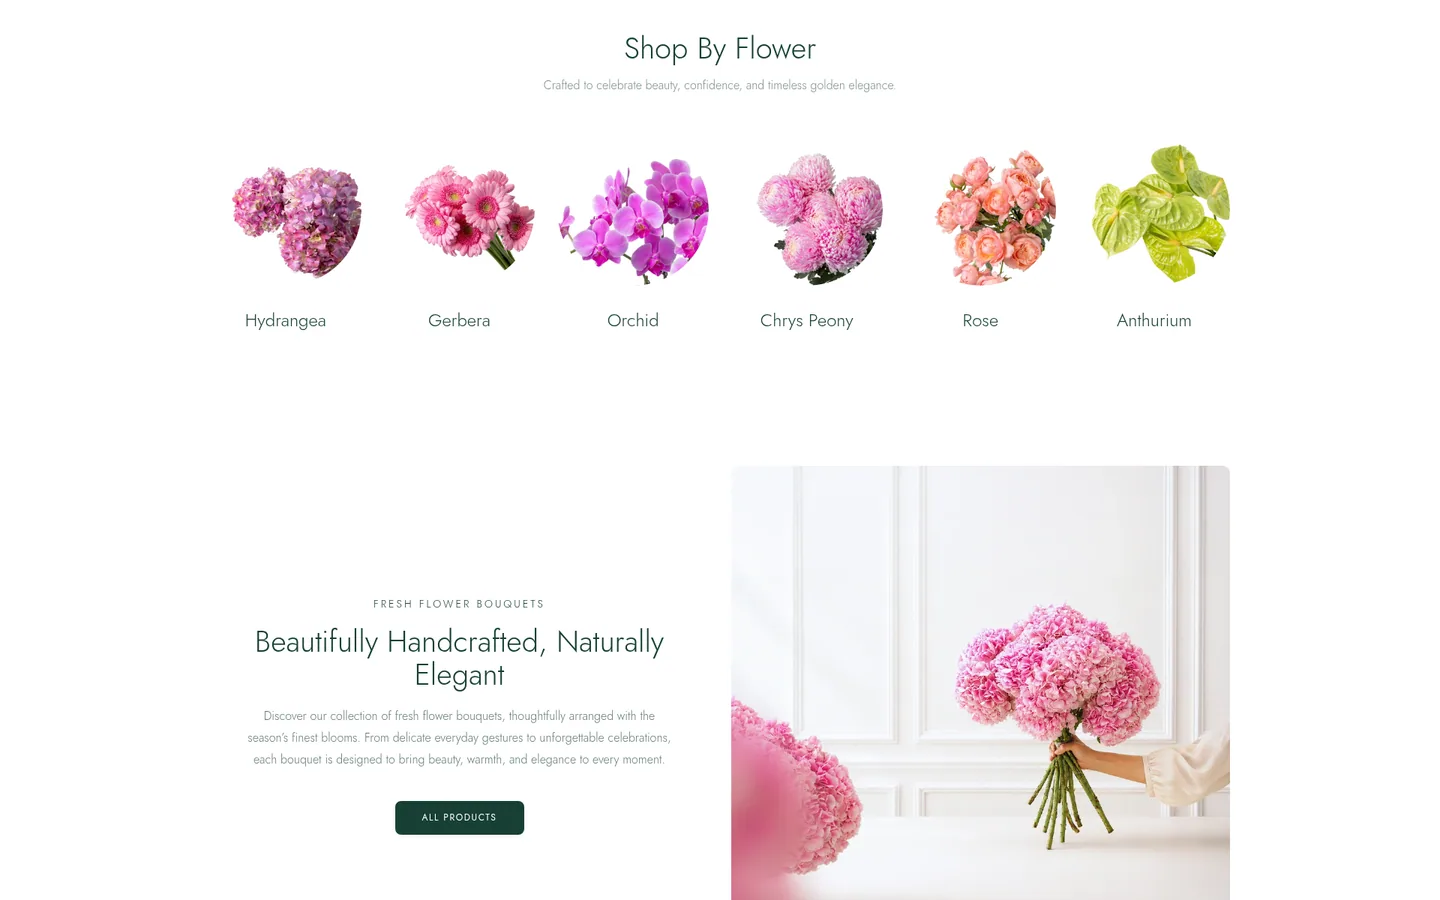 Shop By Flower
Crafted to celebrate beauty, confidence, and timeless golden elegance.
Hydrangea
Gerbera
Orchid
Chrys Peony
Rose
Anthurium
FRESH FLOWER BOUQUETS
Beautifully Handcrafted, Naturally
Elegant
Discover our collection of fresh flower bouquets, thoughtfully arranged with the
season's finest blooms. From delicate everyday gestures to unforgettable celebrations,
each bouquet is designed to bring beauty, warmth, and elegance to every moment.
ALL PRODUCTS